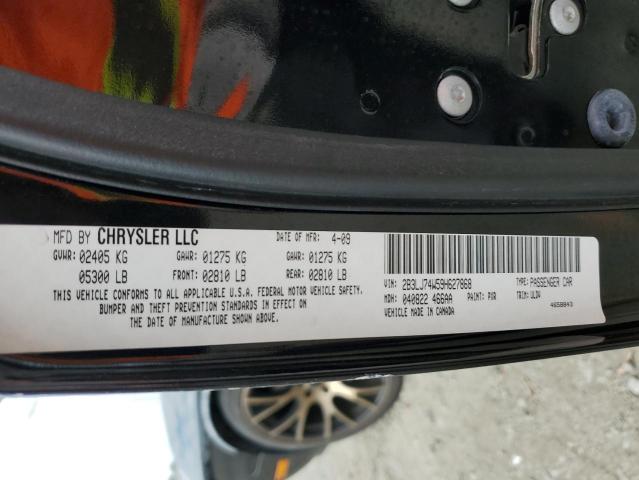 MFD BY CHRYSLER LLC DATE OF MFR: 4-09
GVWR: 02405 KG GAWR: 01275 KG GAWR: 01275 KG
05300 LB FRONT: 02810 LB REAR: 02810 LB
THIS VEHICLE CONFORMS TO ALL APPLICABLE U.S.A. FEDERAL MOTOR VEHICLE SAFETY,
BUMPER AND THEFT PREVENTION STANDARDS IN EFFECT ON
THE DATE OF MANUFACTURE SHOWN ABOVE.
VIN: 2B3LJ74W59H627868 TYPE: PASSENGER CAR
MDH: 040822 466AA PAINT: PXR TRIM: ULDV
VEHICLE MADE IN CANADA 4658843